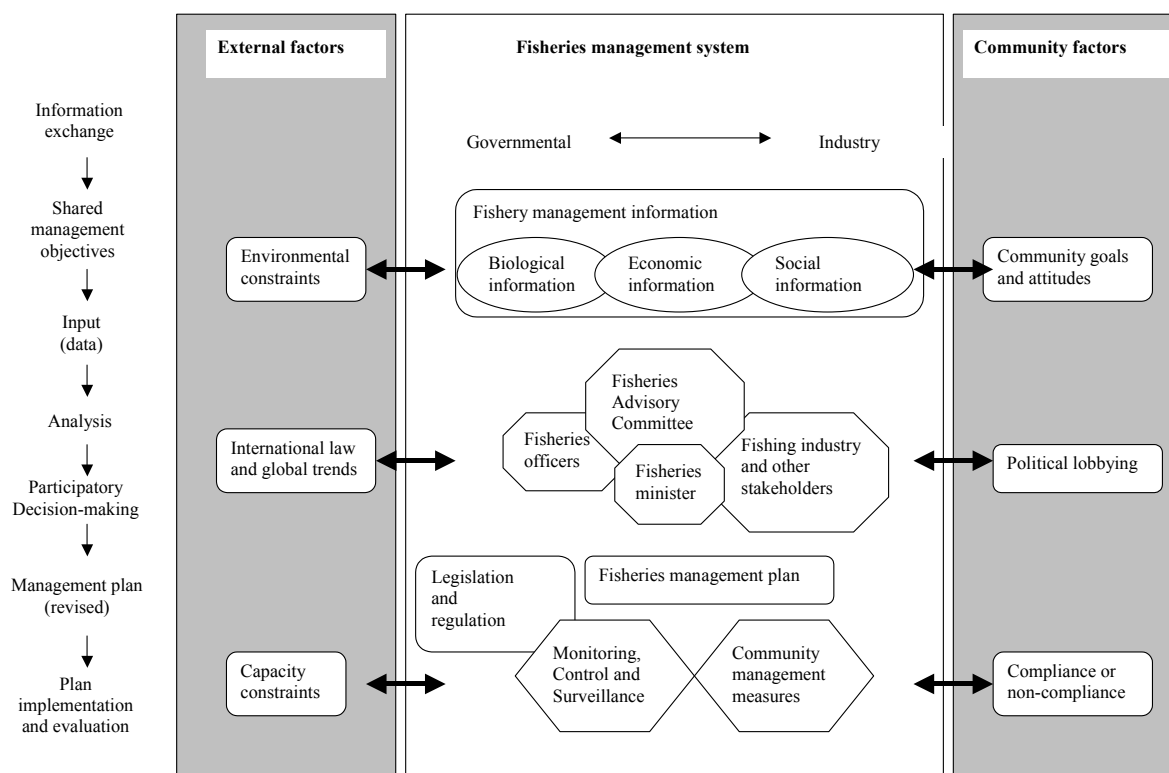 External factors
Fisheries management system
Community factors
Information
exchange
Governmental
Industry
Shared
management
objectives
Fishery management information
Environmental
constraints
Biological
information
Economic
information
Social
information
Community goals
and attitudes
Input
(data)
Analysis
Fisheries
Advisory
Committee
International law
and global trends
Fisheries
officers
Fisheries
minister
Fishing industry
and other
stakeholders
Political lobbying
Participatory
Decision-making
Management plan
(revised)
Legislation
and
regulation
Fisheries management plan
Plan
implementation
and evaluation
Capacity
constraints
Monitoring,
Control and
Surveillance
Community
management
measures
Compliance or
non-compliance